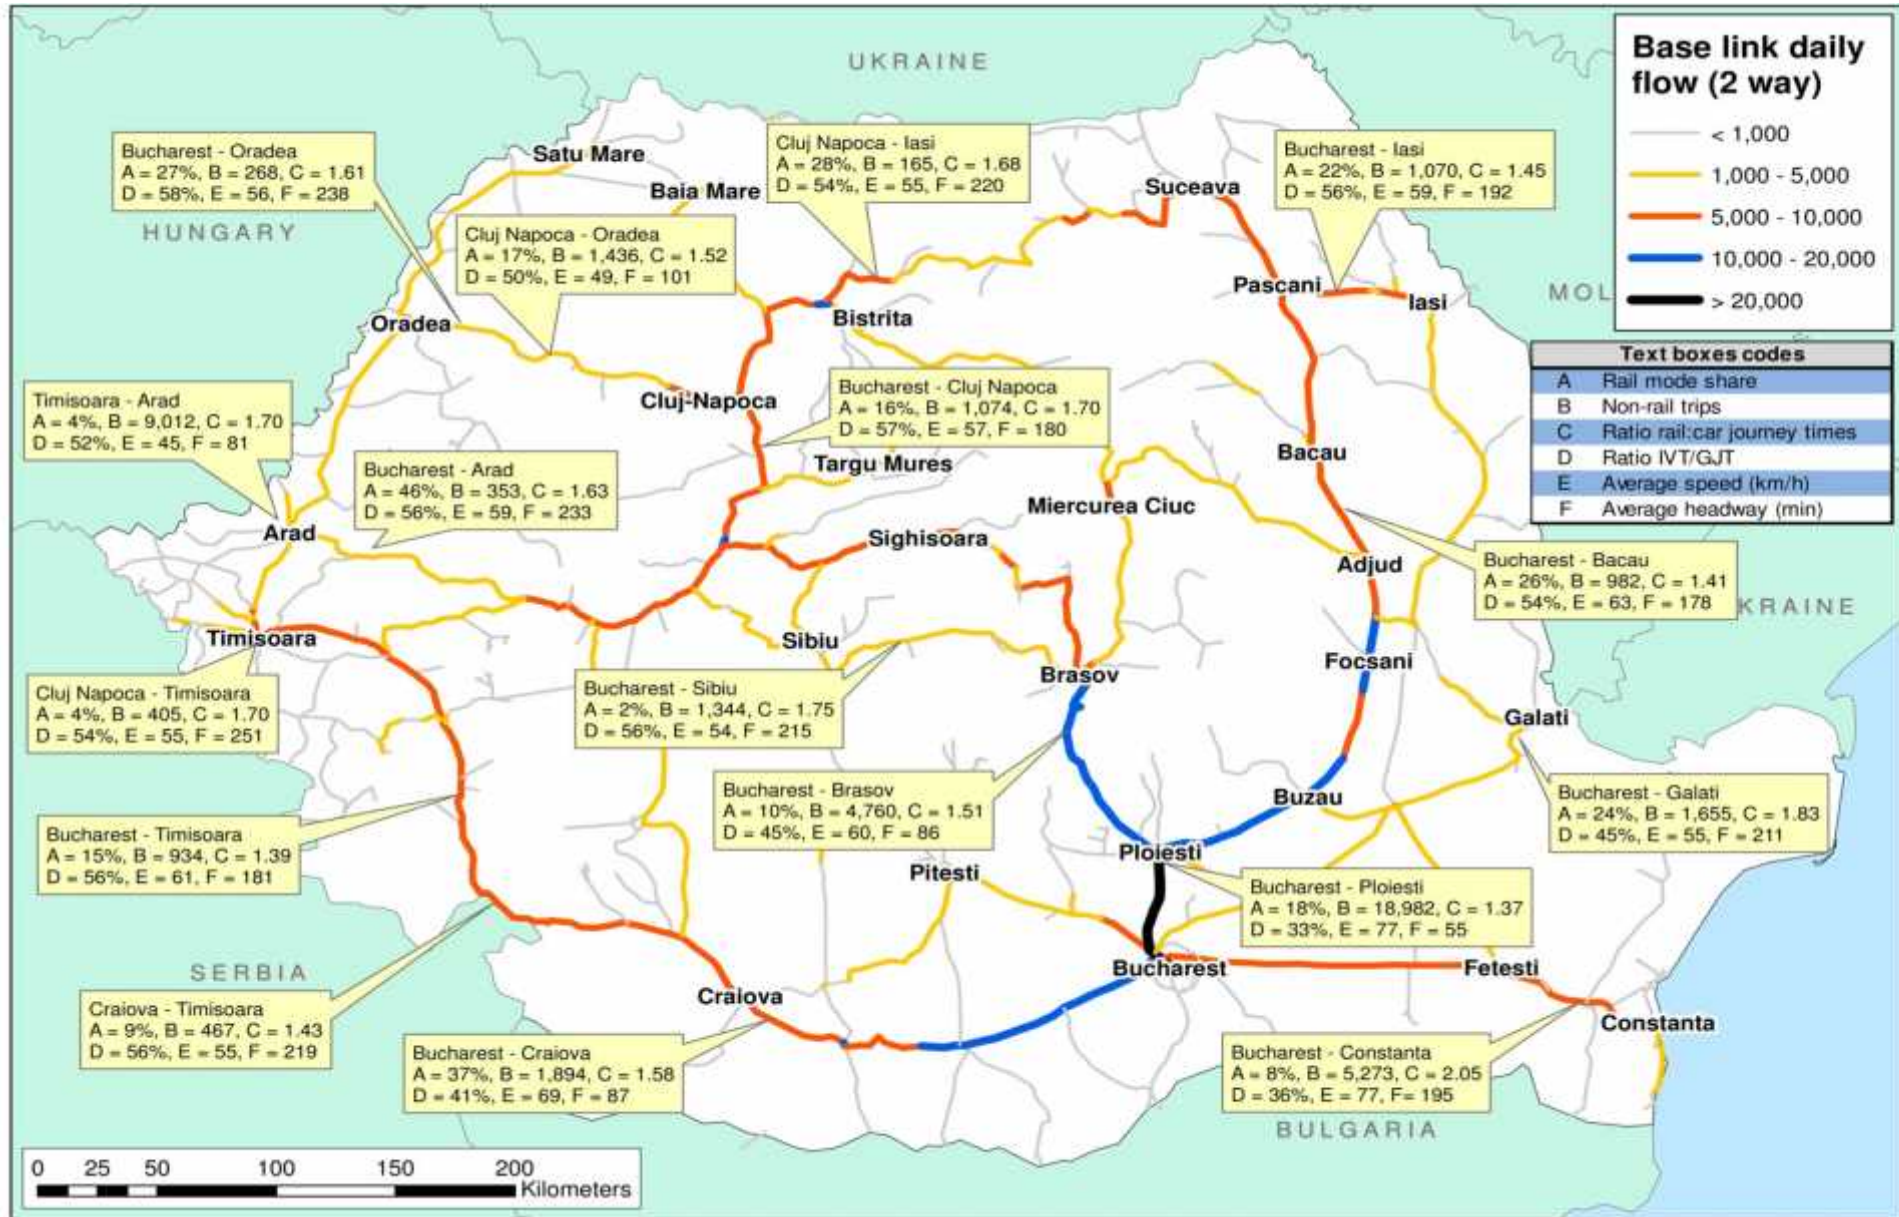 UKRAINE
Base link daily
flow (2 way)
< 1,000
1,000 - 5,000
5,000 - 10,000
10,000 - 20,000
> 20,000
Bucharest - Oradea
A = 27%, B = 268, C = 1.61
D = 58%, E = 56, F = 238
Satu Mare
Baia Mare
Cluj Napoca - Iasi
A = 28%, B = 165, C = 1.68
D = 54%, E = 55, F = 220
Suceava
Bucharest - Iasi
A = 22%, B = 1,070, C = 1.45
D = 56%, E = 59, F = 192
HUNGARY
Cluj Napoca - Oradea
A = 17%, B = 1,436, C = 1.52
D = 50%, E = 49, F = 101
Oradea
Bistrita
Pascani
Iasi
MOL
Text boxes codes
A Rail mode share
B Non-rail trips
C Ratio rail:car journey times
D Ratio IVT/GJT
E Average speed (km/h)
F Average headway (min)
Timisoara - Arad
A = 4%, B = 9,012, C = 1.70
D = 52%, E = 45, F = 81
Cluj-Napoca
Bucharest - Cluj Napoca
A = 16%, B = 1,074, C = 1.70
D = 57%, E = 57, F = 180
Bucharest - Arad
A = 46%, B = 353, C = 1.63
D = 56%, E = 59, F = 233
Targu Mures
Bacau
Miercurea Ciuc
Arad
Sighisoara
Adjud
Bucharest - Bacau
A = 26%, B = 982, C = 1.41
D = 54%, E = 63, F = 178
KRAINE
Timisoara
Sibiu
Focsani
Brasov
Cluj Napoca - Timisoara
A = 4%, B = 405, C = 1.70
D = 54%, E = 55, F = 251
Bucharest - Sibiu
A = 2%, B = 1,344, C = 1.75
D = 56%, E = 54, F = 215
Galati
Bucharest - Brasov
A = 10%, B = 4,760, C = 1.51
D = 45%, E = 60, F = 86
Buzau
Bucharest - Galati
A = 24%, B = 1,655, C = 1.83
D = 45%, E = 55, F = 211
Bucharest - Timisoara
A = 15%, B = 934, C = 1.39
D = 56%, E = 61, F = 181
Ploiesti
Pitesti
Bucharest - Ploiesti
A = 18%, B = 18,982, C = 1.37
D = 33%, E = 77, F = 55
SERBIA
Bucharest
Fetesti
Craiova
Constanta
Craiova - Timisoara
A = 9%, B = 467, C = 1.43
D = 56%, E = 55, F = 219
Bucharest - Craiova
A = 37%, B = 1,894, C = 1.58
D = 41%, E = 69, F = 87
Bucharest - Constanta
A = 8%, B = 5,273, C = 2.05
D = 36%, E = 77, F= 195
BULGARIA
0 25 50 100 150 200
Kilometers